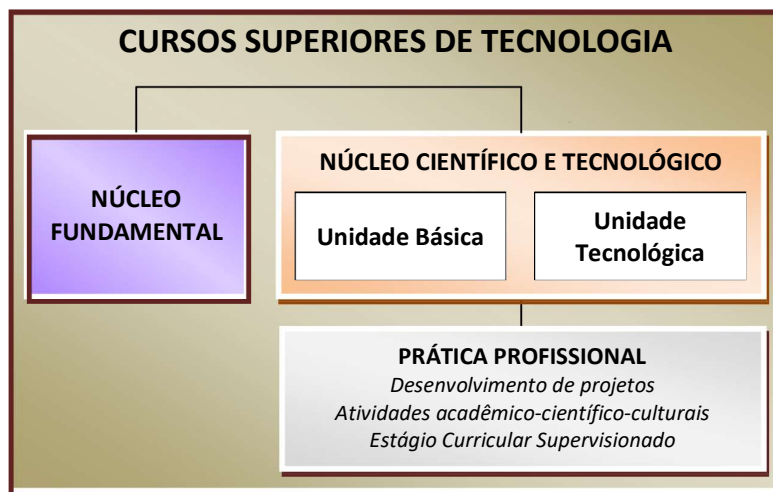 CURSOS SUPERIORES DE TECNOLOGIA
NÚCLEO
FUNDAMENTAL
NÚCLEO CIENTÍFICO E TECNOLÓGICO
Unidade Básica
Unidade
Tecnológica
PRÁTICA PROFISSIONAL
Desenvolvimento de projetos
Atividades acadêmico-científico-culturais
Estágio Curricular Supervisionado